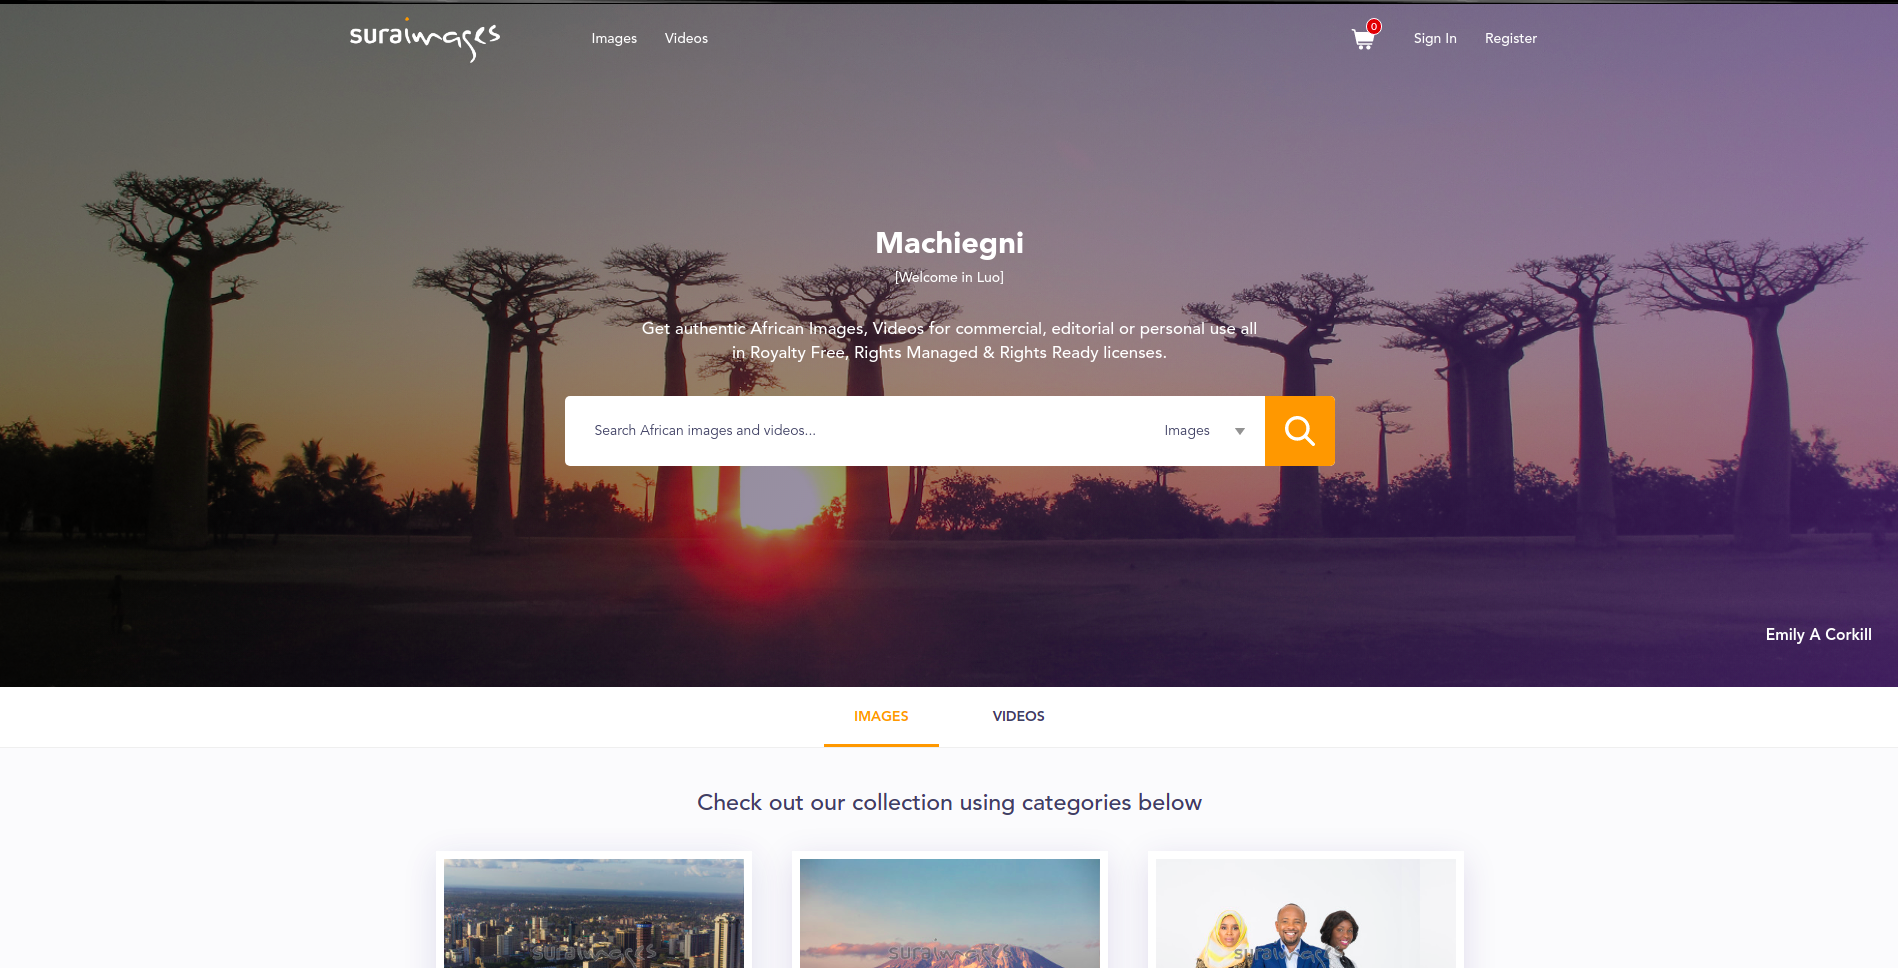 suraimages
Images
Videos
0
Sign In
Register
Machiegni
[Welcome in Luo]
Get authentic African Images, Videos for commercial, editorial or personal use all
in Royalty Free, Rights Managed & Rights Ready licenses.
Search African images and videos...
Images
Emily A Corkill
IMAGES
VIDEOS
Check out our collection using categories below
suraimages
suraimages
suraimages